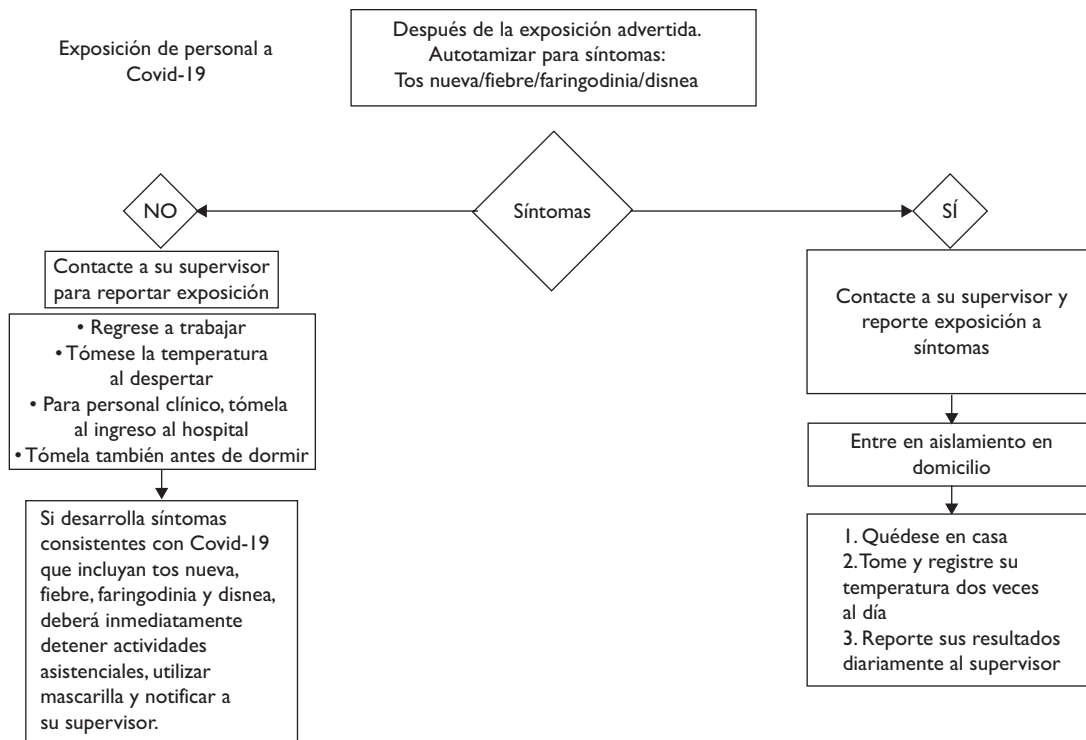 Exposición de personal a
Covid-19
Después de la exposición advertida.
Autotamizar para síntomas:
Tos nueva/fiebre/faringodinia/disnea
NO
Síntomas
SÍ
Contacte a su supervisor
para reportar exposición
• Regrese a trabajar
• Tómese la temperatura
al despertar
• Para personal clínico, tómela
al ingreso al hospital
• Tómela también antes de dormir
Si desarrolla síntomas
consistentes con Covid-19
que incluyan tos nueva,
fiebre, faringodinia y disnea,
deberá inmediatamente
detener actividades
asistenciales, utilizar
mascarilla y notificar a
su supervisor.
Contacte a su supervisor y
reporte exposición a
síntomas
Entre en aislamiento en
domicilio
1. Quédese en casa
2. Tome y registre su
temperatura dos veces
al día
3. Reporte sus resultados
diariamente al supervisor